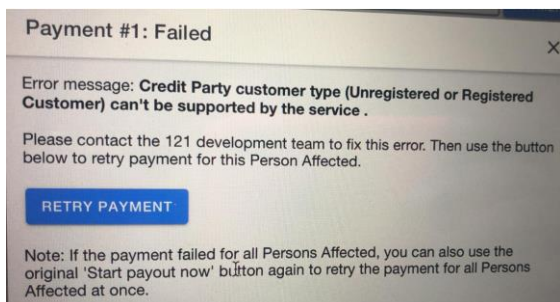 Payment #1: Failed
X
Error message: Credit Party customer type (Unregistered or Registered
Customer) can't be supported by the service .
Please contact the 121 development team to fix this error. Then use the button
below to retry payment for this Person Affected.
RETRY PAYMENT
Note: If the payment failed for all Persons Affected, you can also use the
original 'Start payout now' button again to retry the payment for all Persons
Affected at once.